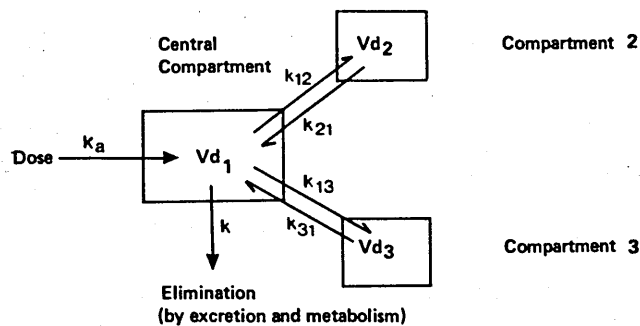 Central
Compartment
Vd2
Compartment 2
k12
k21
Dose
Ka
Vd1
k13
k31
k
Vd3
Compartment 3
Elimination
(by excretion and metabolism)